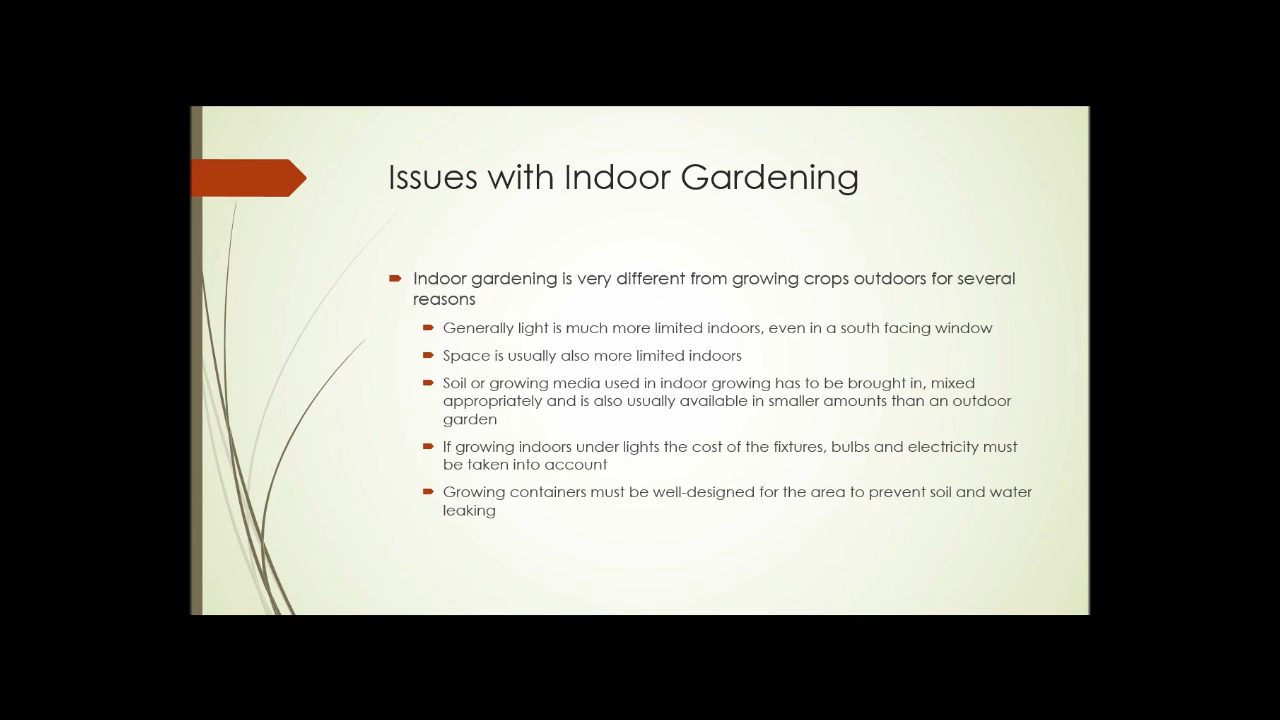 Issues with Indoor Gardening
Indoor gardening is very different from growing crops outdoors for several
reasons
Generally light is much more limited indoors, even in a south facing window
Space is usually also more limited indoors
Soil or growing media used in indoor growing has to be brought in, mixed
appropriately and is also usually available in smaller amounts than an outdoor
garden
If growing indoors under lights the cost of the fixtures, bulbs and electricity must
be taken into account
Growing containers must be well-designed for the area to prevent soil and water
leaking